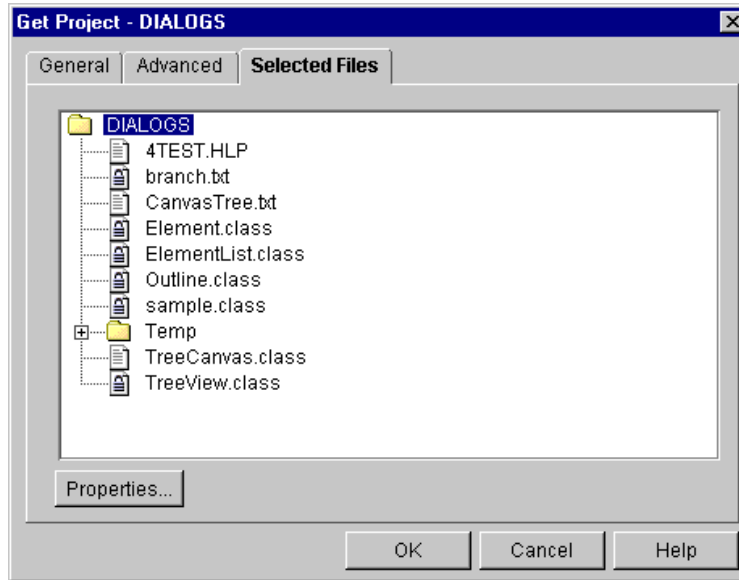 Get Project - DIALOGS
General Advanced Selected Files
DIALOGS
4TEST.HLP
branch.txt
CanvasTree.txt
Element.class
ElementList.class
Outline.class
sample.class
Temp
TreeCanvas.class
TreeView.class
Properties...
OK Cancel Help